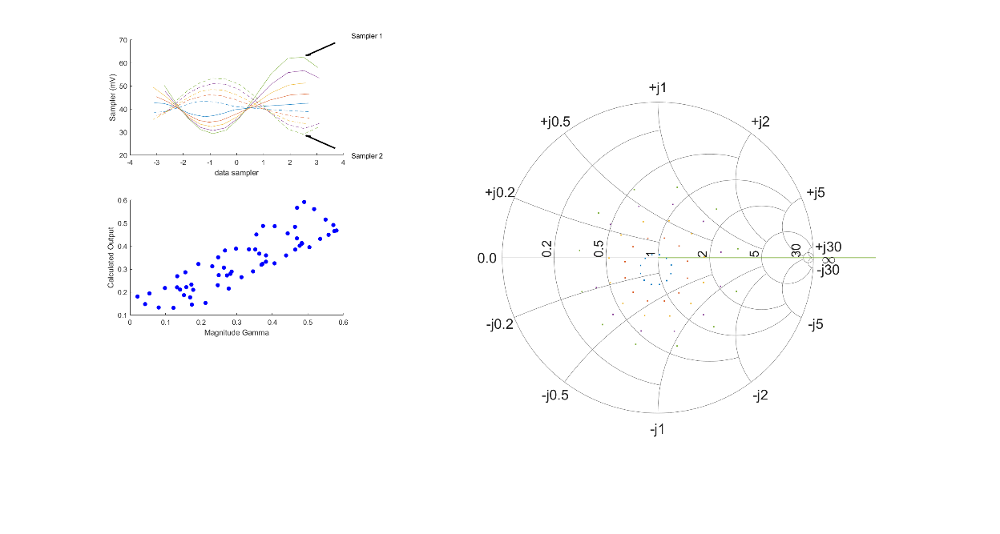 Sampler 1
70
60
50
40
30
20
Sampler (mV)
-4 -3 -2 -1 0 1 2 3 4
data sampler
Sampler 2
0.6
0.5
0.4
0.3
0.2
0.1
Calculated Output
0 0.1 0.2 0.3 0.4 0.5 0.6
Magnitude Gamma
+j1
+j0.5
+j2
+j0.2
+j5
0.0
0.2
0.5
1
2
5
30
+j30
∞
-j30
-j0.2
-j5
-j0.5
-j2
-j1